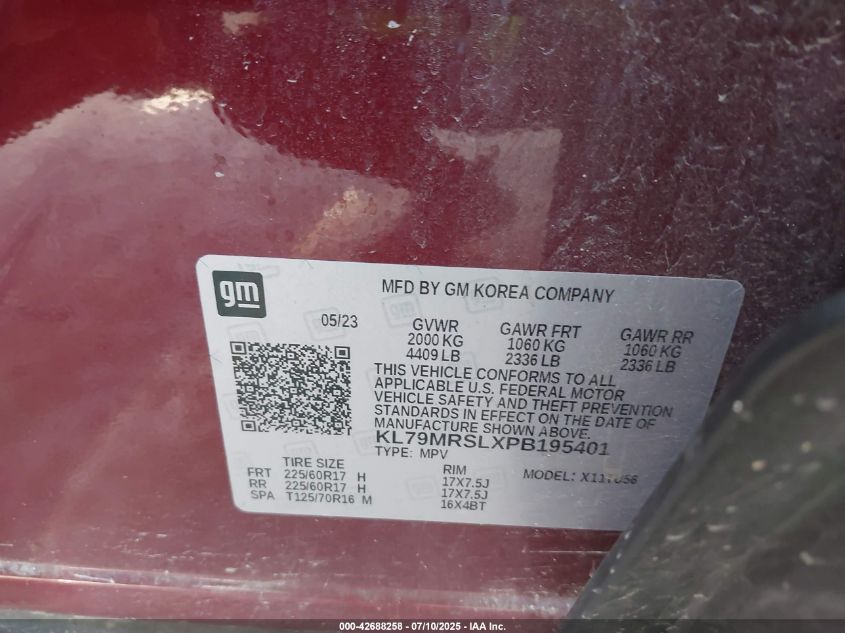 gm
MFD BY GM KOREA COMPANY
05/23
GVWR GAWR FRT GAWR RR
2000 KG 1060 KG 1060 KG
4409 LB 2336 LB 2336 LB
THIS VEHICLE CONFORMS TO ALL
APPLICABLE U.S. FEDERAL MOTOR
VEHICLE SAFETY AND THEFT PREVENTION
STANDARDS IN EFFECT ON THE DATE OF
MANUFACTURE SHOWN ABOVE.
KL79MRSLXPB195401
TYPE: MPV
MODEL:
TIRE SIZE RIM
FRT 225/60R17 H 17X7.5J
RR 225/60R17 H 17X7.5J
SPA T125/70R16 M 16X4BT
000-42688258 - 07/10/2025 - IAA Inc.